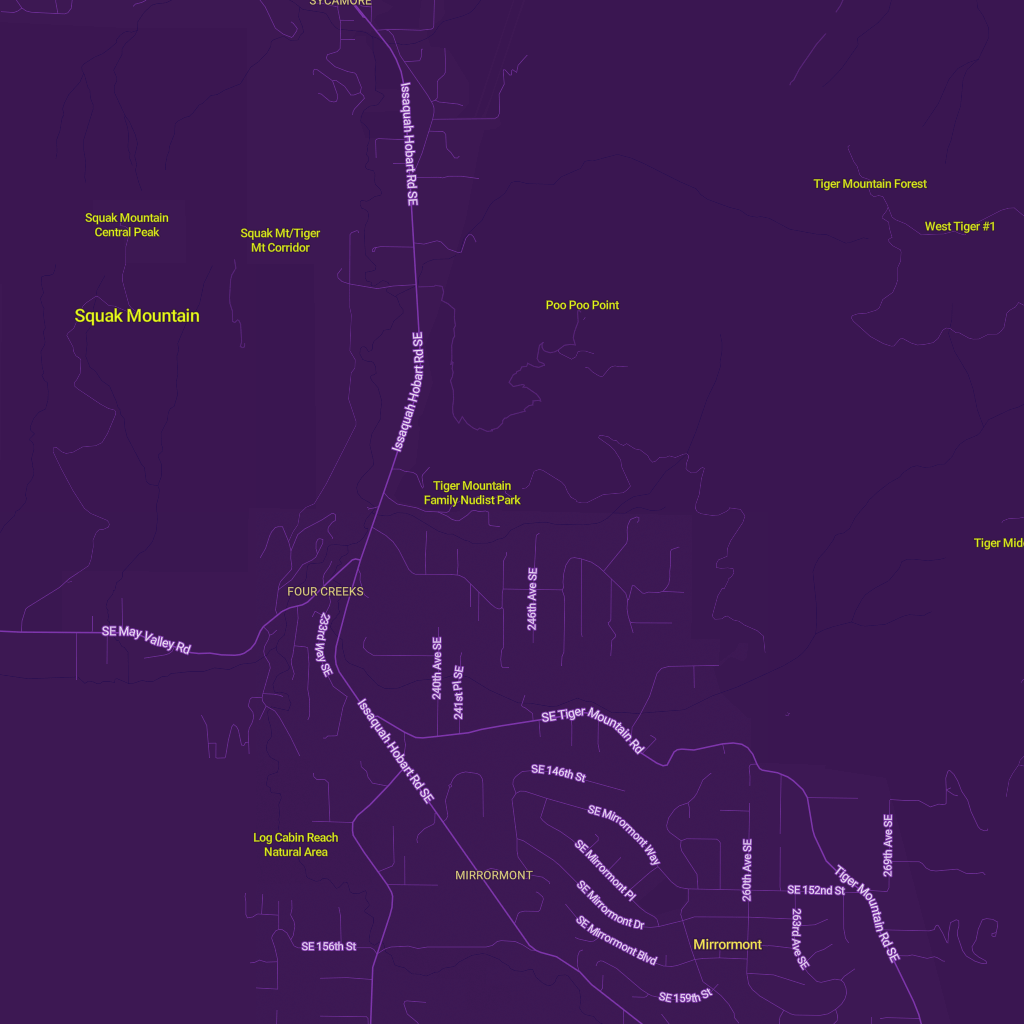 SYCAMORE
Issaquah Hobart Rd SE
Tiger Mountain Forest
Squak Mountain
Central Peak
Squak Mt/Tiger
Mt Corridor
West Tiger #1
Poo Poo Point
Squak Mountain
Issaquah Hobart Rd SE
Tiger Mountain
Family Nudist Park
FOUR CREEKS
246th Ave SE
SE May Valley Rd
233rd Way SE
240th Ave SE
241st Pl SE
Issaquah Hobart Rd SE
SE Tiger Mountain Rd
SE 146th St
SE Mirrormont Way
Log Cabin Reach
Natural Area
SE Mirrormont Pl
260th Ave SE
269th Ave SE
MIRRORMONT
SE 152nd St
Tiger Mountain Rd SE
SE Mirrormont Dr
263rd Ave SE
SE Mirrormont Blvd
SE 156th St
Mirrormont
SE 159th St